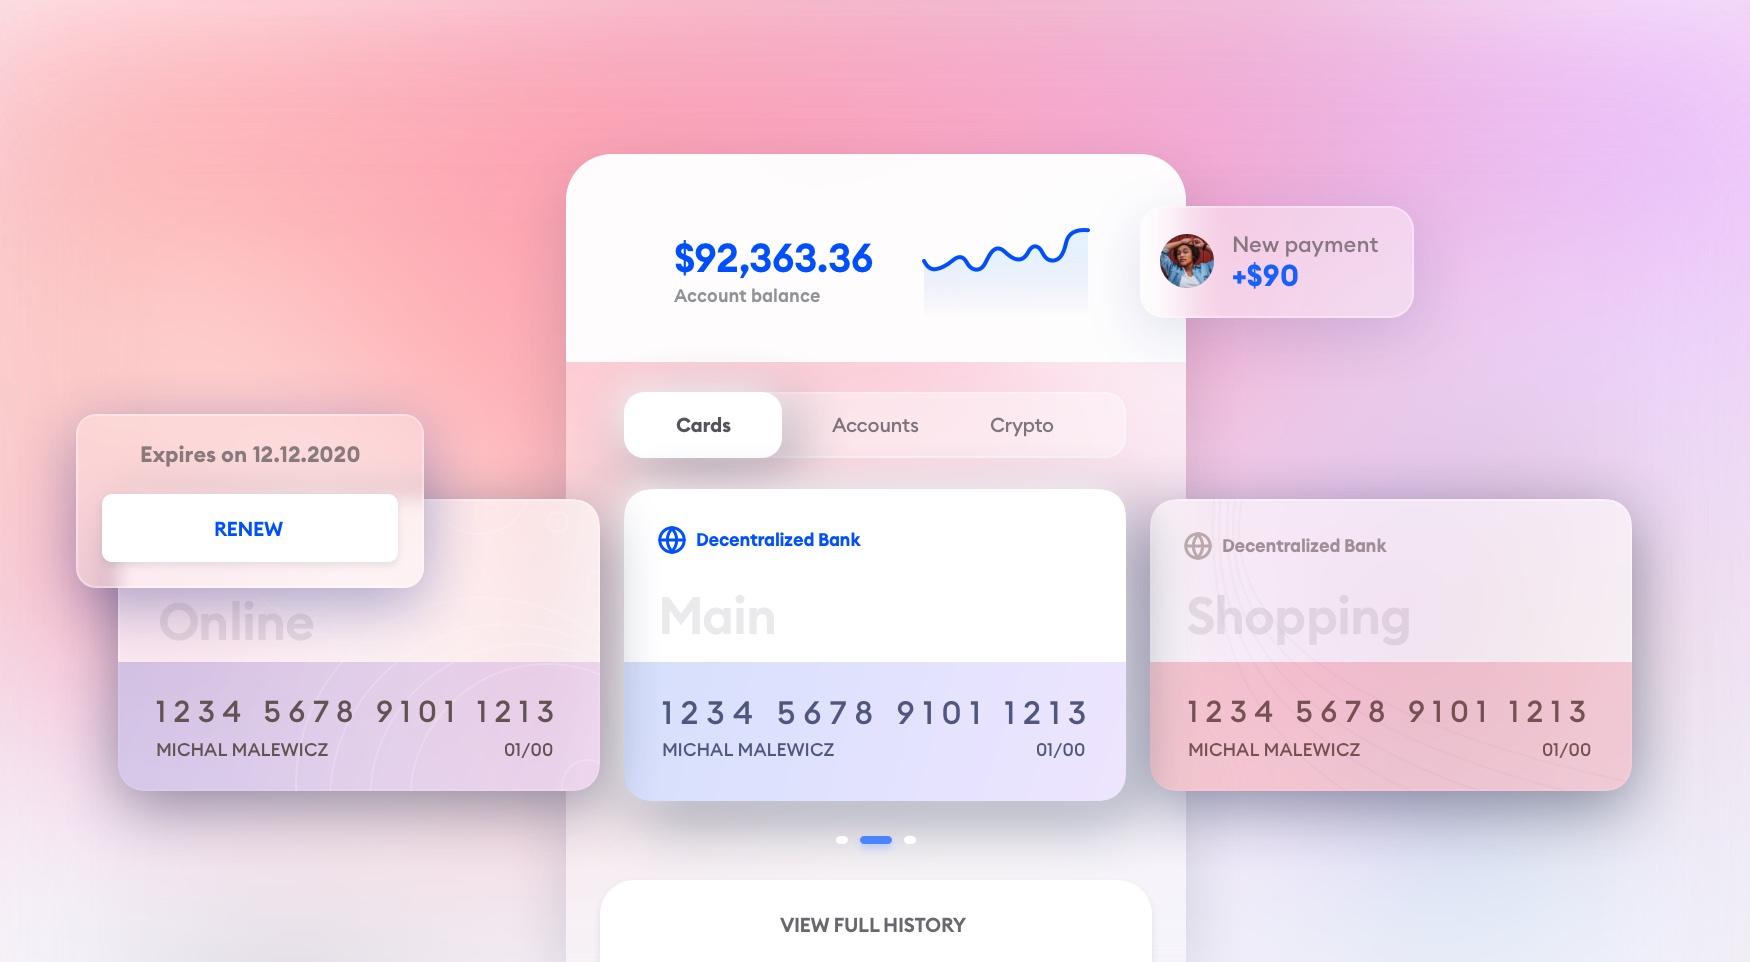 $92,363.36
Account balance
New payment
+$90
Cards
Accounts
Crypto
Expires on 12.12.2020
RENEW
Online
1234 5678 9101 1213
MICHAL MALEWICZ
01/00
Decentralized Bank
Main
1234 5678 9101 1213
MICHAL MALEWICZ
01/00
Decentralized Bank
Shopping
1234 5678 9101 1213
MICHAL MALEWICZ
01/00
VIEW FULL HISTORY